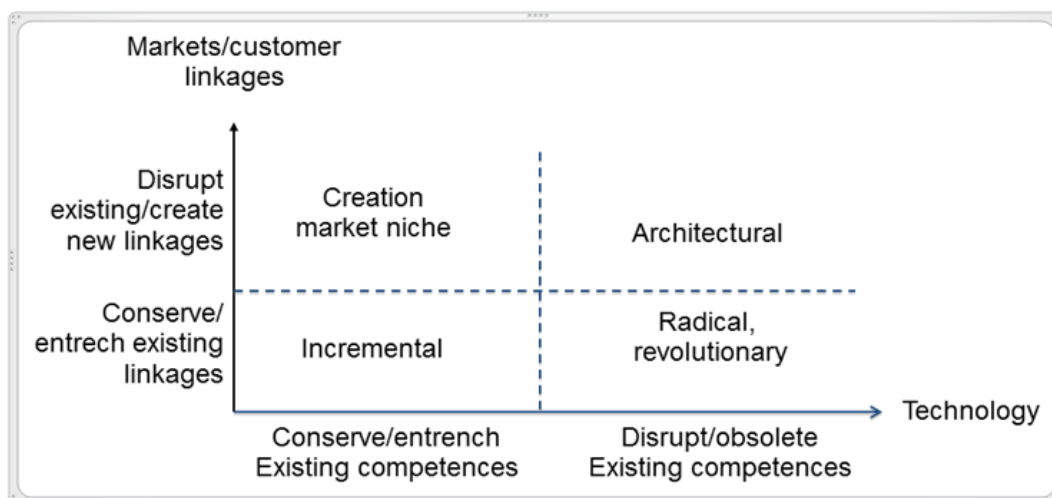 Markets/customer
linkages
Disrupt
existing/create
new linkages
Creation
market niche
Architectural
Conserve/
entrech existing
linkages
Incremental
Radical,
revolutionary
Technology
Conserve/entrench
Existing competences
Disrupt/obsolete
Existing competences